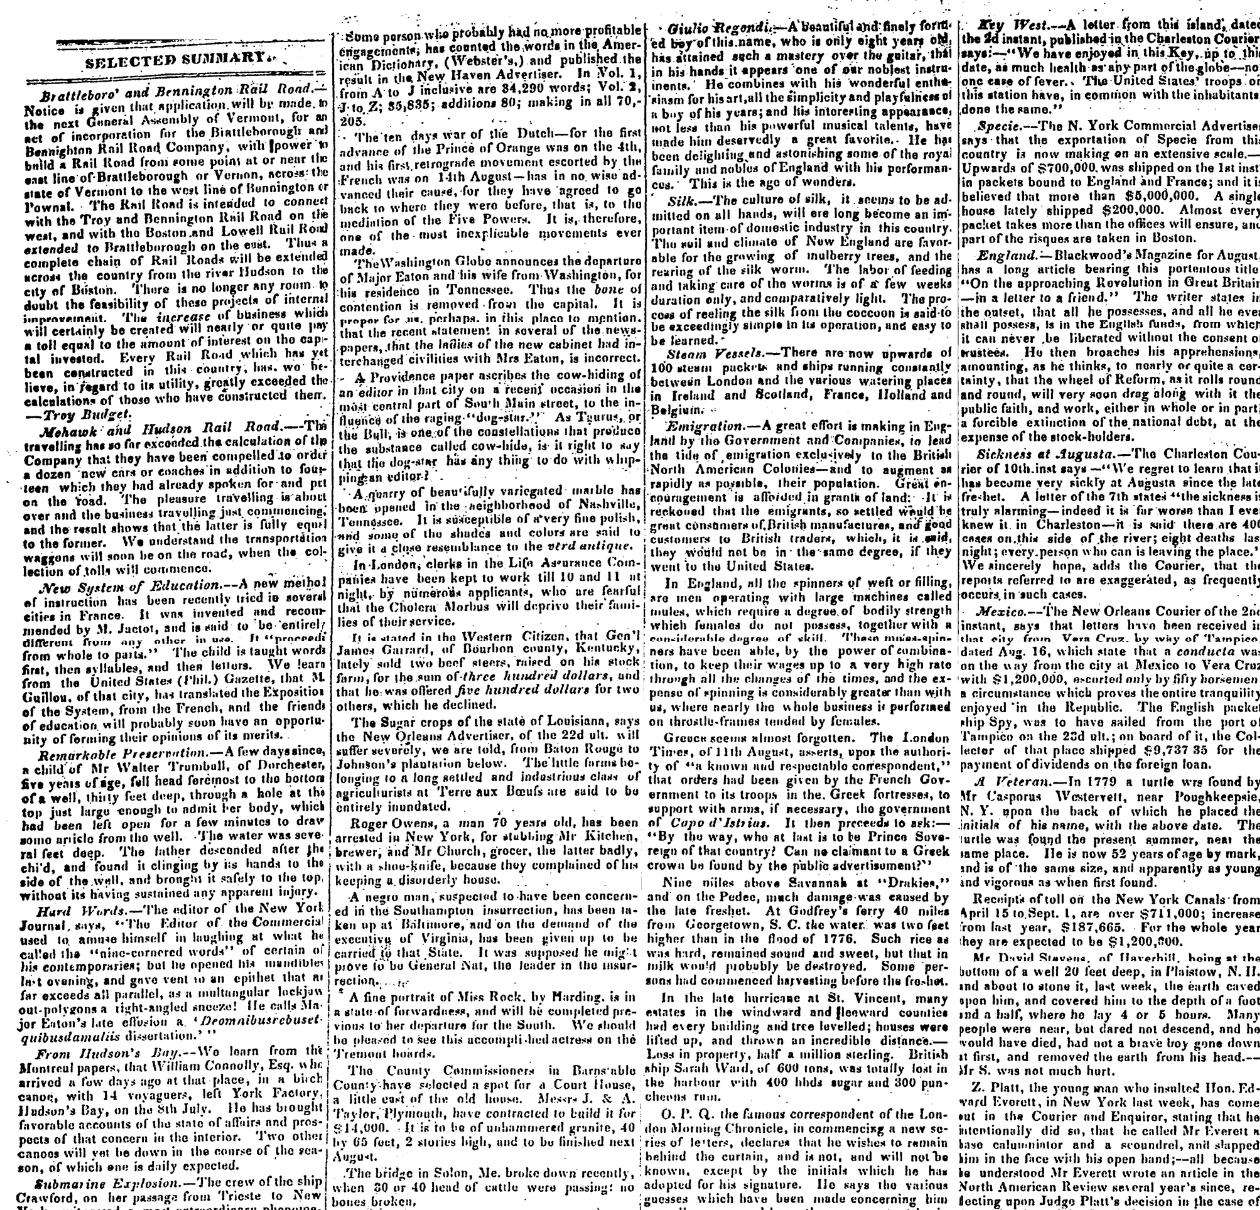 SELECTED SUMMARY.
Brattleboro' and Bennington Rail Road.—
Notice is given that application will be made to
the next General Assembly of Vermont, for an
act of incorporation for the Brattleborough and
Bennighton Rail Road Company, with power to
build a Rail Road from some point at or near the
east line of Brattleborough or Vernon, across the
state of Vermont to the west line of Bennington or
Pownal. The Rail Road is intended to connect
with the Troy and Bennington Rail Road on the
west, and with the Boston and Lowell Rail Road
extended to Brattleborough on the east. Thus a
complete chain of Rail Roads will be extended
across the country from the river Hudson to the
city of Boston. There is no longer any room to
doubt the feasibility of these projects of internal
improvement. The increase of business which
will certainly be created will nearly or quite pay
a toll equal to the amount of interest on the capi-
tal invested. Every Rail Road which has yet
been constructed in this country, has, we be-
lieve, in regard to its utility, greatly exceeded the
calculations of those who have constructed them.
—Troy Budget.
Mohawk and Hudson Rail Road.—The
travelling has so far exceeded the calculation of the
Company that they have been compelled to order
a dozen new cars or coaches in addition to four-
teen which they had already spoken for and put
on the road. The pleasure travelling is about
over and the business travelling just commencing,
and the result shows that the latter is fully equal
to the former. We understand the transportation
waggons will soon be on the road, when the col-
lection of tolls will commence.
New System of Education.--A new method
of instruction has been recently tried in several
cities in France. It was invented and recom-
mended by M. Jactot, and is said to be entirely
different from any other in use. It "proceeds
from whole to parts." The child is taught words
first, then syllables, and then letters. We learn
from the United States (Phil.) Gazette, that M.
Guillou, of that city, has translated the Exposition
of the System, from the French, and the friends
of education will probably soon have an opportu-
nity of forming their opinions of its merits.
Remarkable Preservation.—A few days since,
a child of Mr Walter Trumbull, of Dorchester,
five years of age, fell head foremost to the bottom
of a well, thirty feet deep, through a hole at the
top just large enough to admit her body, which
had been left open for a few minutes to draw
some article from the well. The water was seve-
ral feet deep. The father descended after the
child, and found it clinging by its hands to the
side of the well, and brought it safely to the top,
without its having sustained any apparent injury.
Hard Words.—The editor of the New York
Journal, says, "The Editor of the Commercial
used to amuse himself in laughing at what he
called the "nine-cornered words" of certain of
his contemporaries; but he opened his mandibles
last evening, and gave vent to an epithet that as
far exceeds all parallel, as a multangular lockjaw
out-polygons a right-angled sneeze! He calls Ma-
jor Eaton's late effusion a 'Deomnibusrebuset-
quibusdamaliis dissertation.'"
From Hudson's Bay.--We learn from the
Montreal papers, that William Connolly, Esq. who
arrived a few days ago at that place, in a birch
canoe, with 14 voyaguers, left York Factory,
Hudson's Bay, on the 8th July. He has brought
favorable accounts of the state of affairs and pros-
pects of that concern in the interior. Two other
canoes will yet be down in the course of the sea-
son, of which one is daily expected.
Submarine Explosion.—The crew of the ship
Crawford, on her passage from Trieste to New
Some person who probably had no more profitable
engagements, has counted the words in the Amer-
ican Dictionary, (Webster's,) and published the
result in the New Haven Advertiser. In Vol. 1,
from A to J inclusive are 34,290 words; Vol. 2,
J to Z; 35,835; additions 80; making in all 70,-
205.
The ten days war of the Dutch—for the first
advance of the Prince of Orange was on the 4th,
and his first retrograde movement escorted by the
French was on 14th August—has in no wise ad-
vanced their cause, for they have agreed to go
back to where they were before, that is, to the
mediation of the Five Powers. It is, therefore,
one of the most inexplicable movements ever
made.
The Washington Globe announces the departure
of Major Eaton and his wife from Washington, for
his residence in Tennessee. Thus the bone of
contention is removed from the capital. It is
proper for us, perhaps, in this place to mention,
that the recent statement in several of the news-
papers, that the ladies of the new cabinet had in-
terchanged civilities with Mrs Eaton, is incorrect.
A Providence paper ascribes the cow-hiding of
an editor in that city on a recent occasion in the
most central part of South Main street, to the in-
fluence of the raging "dog-star." As Taurus, or
the Bull, is one of the constellations that produce
the substance called cow-hide, is it right to say
that the dog-star has any thing to do with whip-
ping an editor?
A quarry of beautifully variegated marble has
been opened in the neighborhood of Nashville,
Tennessee. It is susceptible of a very fine polish,
and some of the shades and colors are said to
give it a close resemblance to the verd antique.
In London, clerks in the Life Assurance Com-
panies have been kept to work till 10 and 11 at
night, by numerous applicants, who are fearful
that the Cholera Morbus will deprive their fami-
lies of their service.
It is stated in the Western Citizen, that Gen'l
James Garrard, of Bourbon county, Kentucky,
lately sold two beef steers, raised on his stock
farm, for the sum of three hundred dollars, and
that he was offered five hundred dollars for two
others, which he declined.
The Sugar crops of the state of Louisiana, says
the New Orleans Advertiser, of the 22d ult. will
suffer severely, we are told, from Baton Rouge to
Johnson's plantation below. The little farms be-
longing to a long settled and industrious class of
agriculturists at Terre aux Bœufs are said to be
entirely inundated.
Roger Owens, a man 70 years old, has been
arrested in New York, for stabbing Mr Kitchen,
brewer, and Mr Church, grocer, the latter badly,
with a shoe-knife, because they complained of his
keeping a disorderly house.
A negro man, suspected to have been concern-
ed in the Southampton insurrection, has been ta-
ken up at Baltimore, and on the demand of the
executive of Virginia, has been given up to be
carried to that State. It was supposed he might
prove to be General Nat, the leader in the insur-
rection.
A fine portrait of Miss Rock, by Harding, is in
a state of forwardness, and will be completed pre-
vious to her departure for the South. We should
be pleased to see this accomplished actress on the
Tremont boards.
The County Commissioners in Barnstable
County have selected a spot for a Court House,
a little east of the old house. Messrs J. & A.
Taylor, Plymouth, have contracted to build it for
$14,000. It is to be of unhammered granite, 40
by 65 feet, 2 stories high, and to be finished next
August.
The bridge in Solon, Me. broke down recently,
when 30 or 40 head of cattle were passing: no
bones broken,
Giulio Regondi.—A beautiful and finely form-
ed boy of this name, who is only eight years old,
has attained such a mastery over the guitar, that
in his hands it appears one of our noblest instru-
ments. He combines with his wonderful enthu-
siasm for his art, all the simplicity and playfulness of
a boy of his years; and his interesting appearance,
not less than his powerful musical talents, have
made him deservedly a great favorite. He has
been delighting and astonishing some of the royal
family and nobles of England with his performan-
ces. This is the age of wonders.
Silk.—The culture of silk, it seems to be ad-
mitted on all hands, will ere long become an im-
portant item of domestic industry in this country.
The soil and climate of New England are favor-
able for the growing of mulberry trees, and the
rearing of the silk worm. The labor of feeding
and taking care of the worms is of a few weeks
duration only, and comparatively light. The pro-
cess of reeling the silk from the coccoon is said to
be exceedingly simple in its operation, and easy to
be learned.
Steam Vessels.—There are now upwards of
100 steam packets and ships running constantly
between London and the various watering places
in Ireland and Scotland, France, Holland and
Belgium.
Emigration.—A great effort is making in Eng-
land by the Government and Companies, to lead
the tide of emigration exclusively to the British
North American Colonies—and to augment as
rapidly as possible, their population. Great en-
couragement is afforded in grants of land: It is
reckoned that the emigrants, so settled would be
great consumers of British manufactures, and good
customers to British traders, which, it is said,
they would not be in the same degree, if they
went to the United States.
In England, all the spinners of weft or filling,
are men operating with large machines called
mules, which require a degree of bodily strength
which females do not possess, together with a
considerable degree of skill. These mules-spin-
ners have been able, by the power of combina-
tion, to keep their wages up to a very high rate
through all the changes of the times, and the ex-
pense of spinning is considerably greater than with
us, where nearly the whole business is performed
on throstle-frames tended by females.
Greece seems almost forgotten. The London
Times, of 11th August, asserts, upon the authori-
ty of "a known and respectable correspondent,"
that orders had been given by the French Gov-
ernment to its troops in the Greek fortresses, to
support with arms, if necessary, the government
of Capo d'Istrias. It then preceeds to ask:—
"By the way, who at last is to be Prince Sove-
reign of that country? Can no claimant to a Greek
crown be found by the public advertisement?"
Nine miles above Savannah at "Drakies,"
and on the Pedee, much damage was caused by
the late freshet. At Godfrey's ferry 40 miles
from Georgetown, S. C. the water was two feet
higher than in the flood of 1776. Such rice as
was hard, remained sound and sweet, but that in
milk would probably be destroyed. Some per-
sons had commenced harvesting before the freshet.
In the late hurricane at St. Vincent, many
estates in the windward and leeward counties
had every building and tree levelled; houses were
lifted up, and thrown an incredible distance.—
Loss in property, half a million sterling. British
ship Sarah Ward, of 600 tons, was totally lost in
the harbour with 400 hhds sugar and 300 pun-
cheons rum.
O. P. Q. the famous correspondent of the Lon-
don Morning Chronicle, in commencing a new se-
ries of letters, declares that he wishes to remain
behind the curtain, and is not, and will not be
known, except by the initials which he has
adopted for his signature. He says the various
guesses which have been made concerning him
Key West.—A letter from this island, dated
the 2d instant, published in the Charleston Courier
says:—"We have enjoyed in this Key, up to this
date, as much health as any part of the globe—no
one case of fever. The United States' troops of
this station have, in common with the inhabitants
done the same."
Specie.—The N. York Commercial Advertiser
says that the exportation of Specie from this
country is now making on an extensive scale.—
Upwards of $700,000 was shipped on the 1st inst
in packets bound to England and France; and it is
believed that more than $5,000,000. A single
house lately shipped $200,000. Almost every
packet takes more than the offices will ensure, and
part of the risques are taken in Boston.
England.—Blackwood's Magazine for August,
has a long article bearing this portentous title
"On the approaching Revolution in Great Britain
—in a letter to a friend." The writer states in
the outset, that all he possesses, and all he ever
shall possess, is in the English funds, from which
it can never be liberated without the consent of
trustees. He then broaches his apprehensions,
amounting, as he thinks, to nearly or quite a cer-
tainty, that the wheel of Reform, as it rolls round
and round, will very soon drag along with it the
public faith, and work, either in whole or in part,
a forcible extinction of the national debt, at the
expense of the stock-holders.
Sickness at Augusta.—The Charleston Cou-
rier of 10th inst says—"We regret to learn that it
has become very sickly at Augusta since the late
freshet. A letter of the 7th states "the sickness is
truly alarming—indeed it is far worse than I ever
knew it in Charleston—it is said there are 400
cases on this side of the river; eight deaths last
night; every person who can is leaving the place."
We sincerely hope, adds the Courier, that the
reports referred to are exaggerated, as frequently
occurs in such cases.
Mexico.—The New Orleans Courier of the 2nd
instant, says that letters have been received in
that city from Vera Cruz, by way of Tampico,
dated Aug. 16, which state that a conducta was
on the way from the city at Mexico to Vera Cruz
with $1,200,000, escorted only by fifty horsemen
a circumstance which proves the entire tranquility
enjoyed in the Republic. The English packet
ship Spy, was to have sailed from the port of
Tampico on the 23d ult.; on board of it, the Col-
lector of that place shipped $9,737 35 for the
payment of dividends on the foreign loan.
A Veteran.—In 1779 a turtle was found by
Mr Casporus Westervelt, near Poughkeepsie,
N. Y. upon the back of which he placed the
initials of his name, with the above date. The
turtle was found the present summer, near the
same place. He is now 52 years of age by mark,
and is of the same size, and apparently as young
and vigorous as when first found.
Receipts of toll on the New York Canals from
April 15 to Sept. 1, are over $711,000; increase
from last year, $187,665. For the whole year
they are expected to be $1,200,000.
Mr David Stavens, of Haverhill, being at the
bottom of a well 20 feet deep, in Plaistow, N. H.
and about to stone it, last week, the earth caved
upon him, and covered him to the depth of a foot
and a half, where he lay 4 or 5 hours. Many
people were near, but dared not descend, and he
would have died, had not a brave boy gone down
at first, and removed the earth from his head.—
Mr S. was not much hurt.
Z. Platt, the young man who insulted Hon. Ed-
ward Everett, in New York last week, has come
out in the Courier and Enquiror, stating that he
intentionally did so, that he called Mr Everett a
base calumniator and a scoundrel, and slapped
him in the face with his open hand;—all because
he understood Mr Everett wrote an article in the
North American Review several year's since, re-
flecting upon Judge Platt's decision in the case of